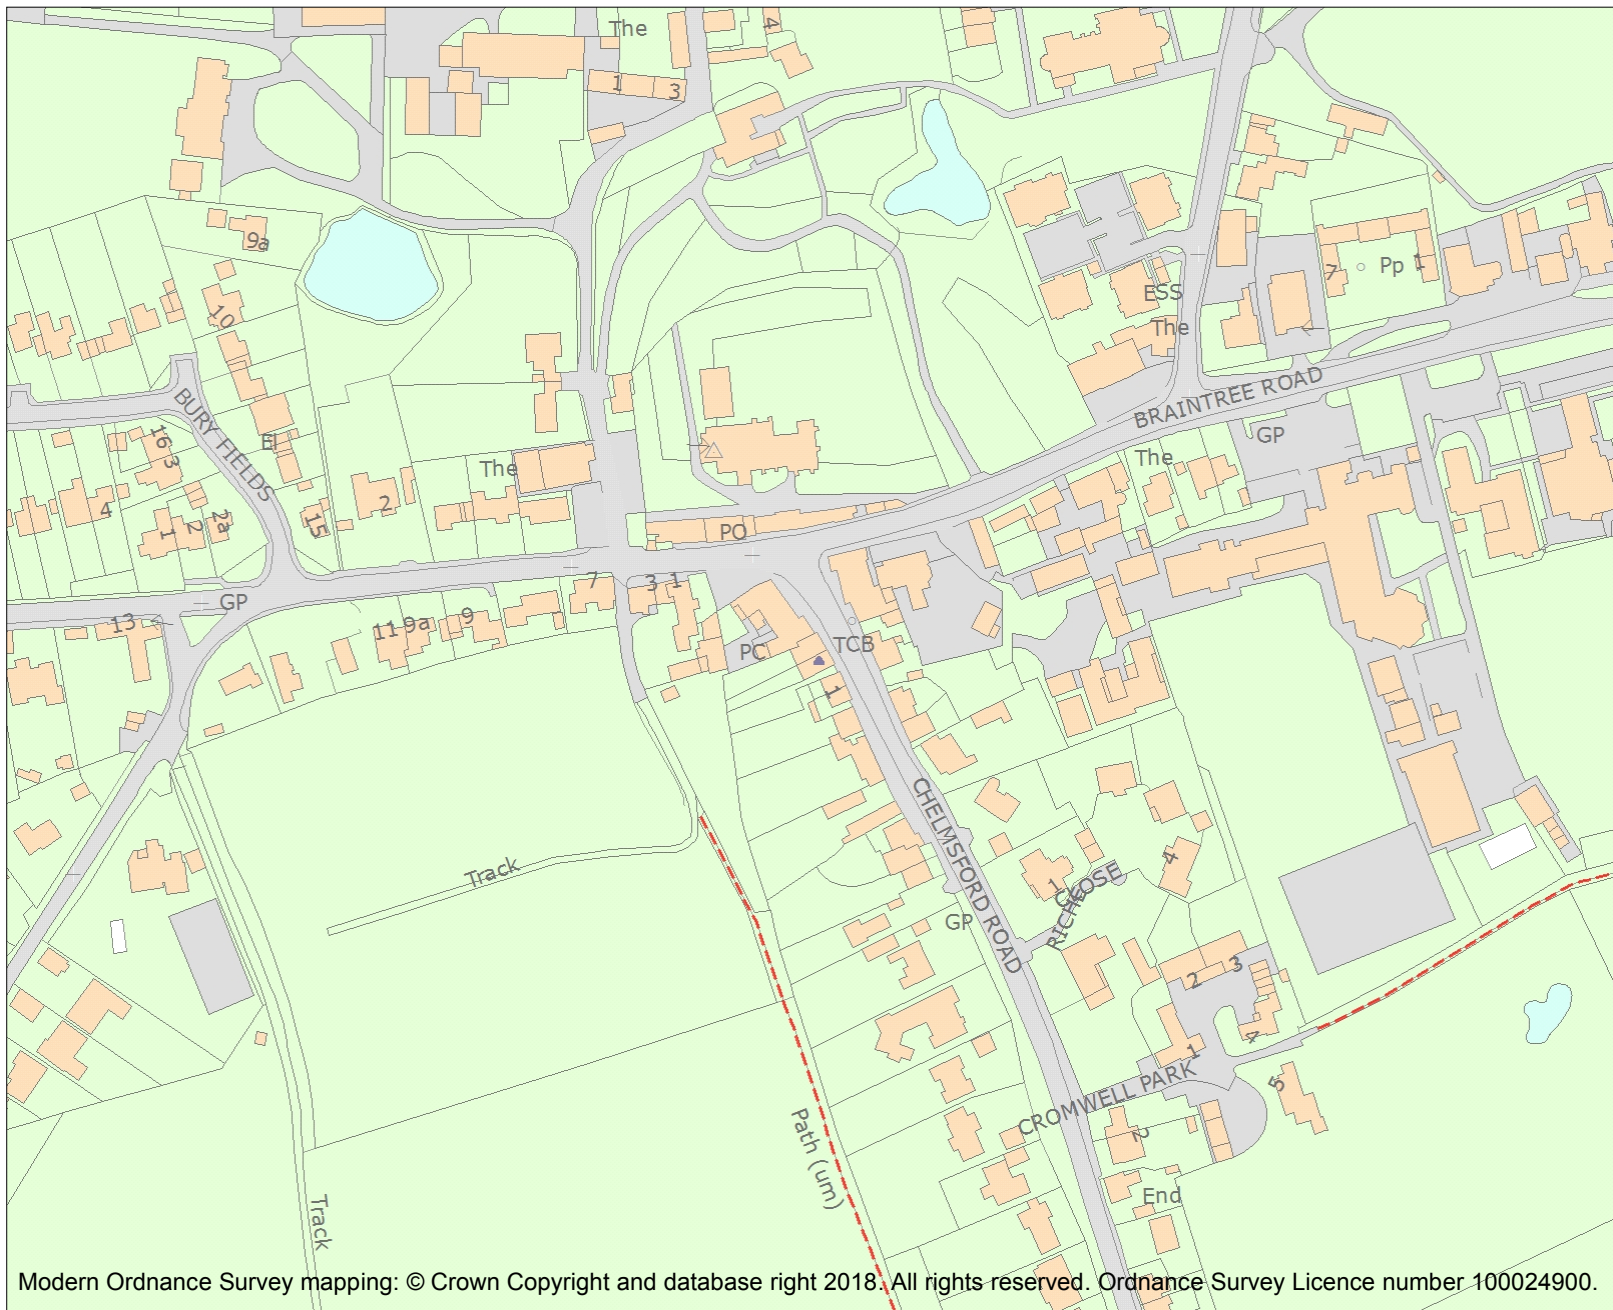 The
4
1
3
9a
10
ESS
The
7
Pp
1
BRAINTREE ROAD
BURY FIELDS
El
GP
16
3
The
The
4
2
1
2
2a
15
PO
7
3
1
GP
13
11
9a
9
PC
TCB
1
CHELMSFORD ROAD
Track
4
1
RICHE CLOSE
GP
2
3
4
1
5
CROMWELL PARK
2
Path (um)
End
Track
Modern Ordnance Survey mapping: © Crown Copyright and database right 2018. All rights reserved. Ordnance Survey Licence number 100024900.